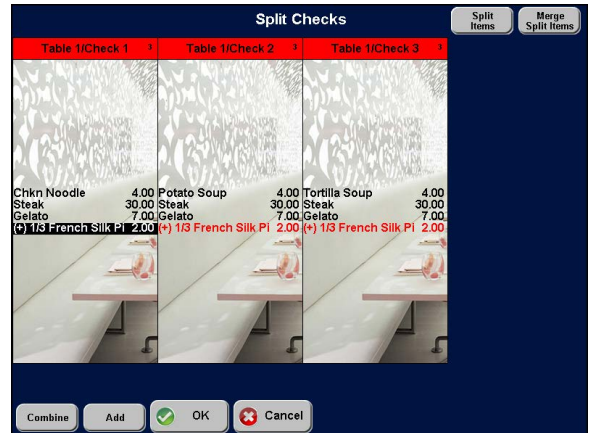 Split Checks
Split Items
Merge Split Items
Table 1/Check 1 3
Table 1/Check 2 3
Table 1/Check 3 3
Chkn Noodle 4.00
Steak 30.00
Gelato 7.00
(+) 1/3 French Silk Pi 2.00
Potato Soup 4.00
Steak 30.00
Gelato 7.00
(+) 1/3 French Silk Pi 2.00
Tortilla Soup 4.00
Steak 30.00
Gelato 7.00
(+) 1/3 French Silk Pi 2.00
Combine
Add
OK
Cancel